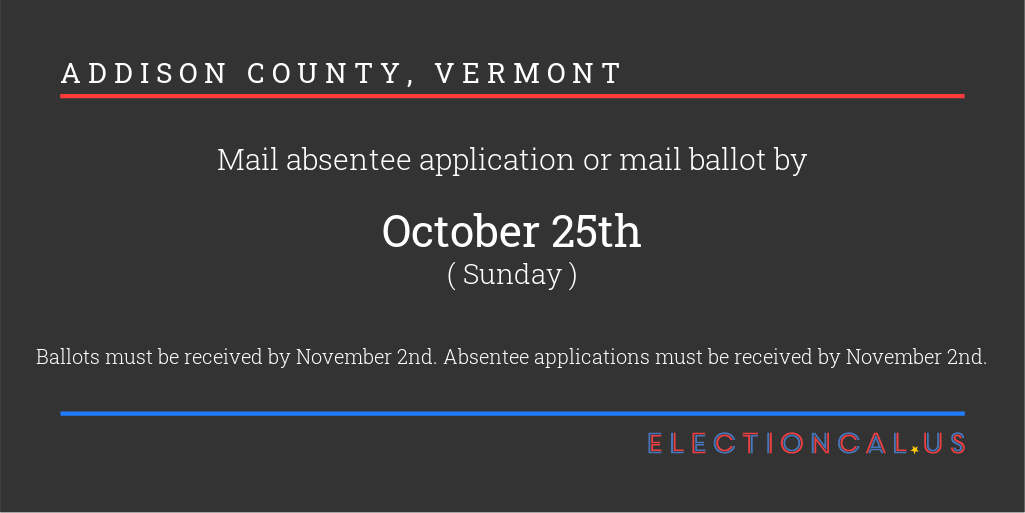 ADDISON COUNTY, VERMONT
Mail absentee application or mail ballot by
October 25th
( Sunday )
Ballots must be received by November 2nd. Absentee applications must be received by November 2nd.
ELECTIONCAL.US